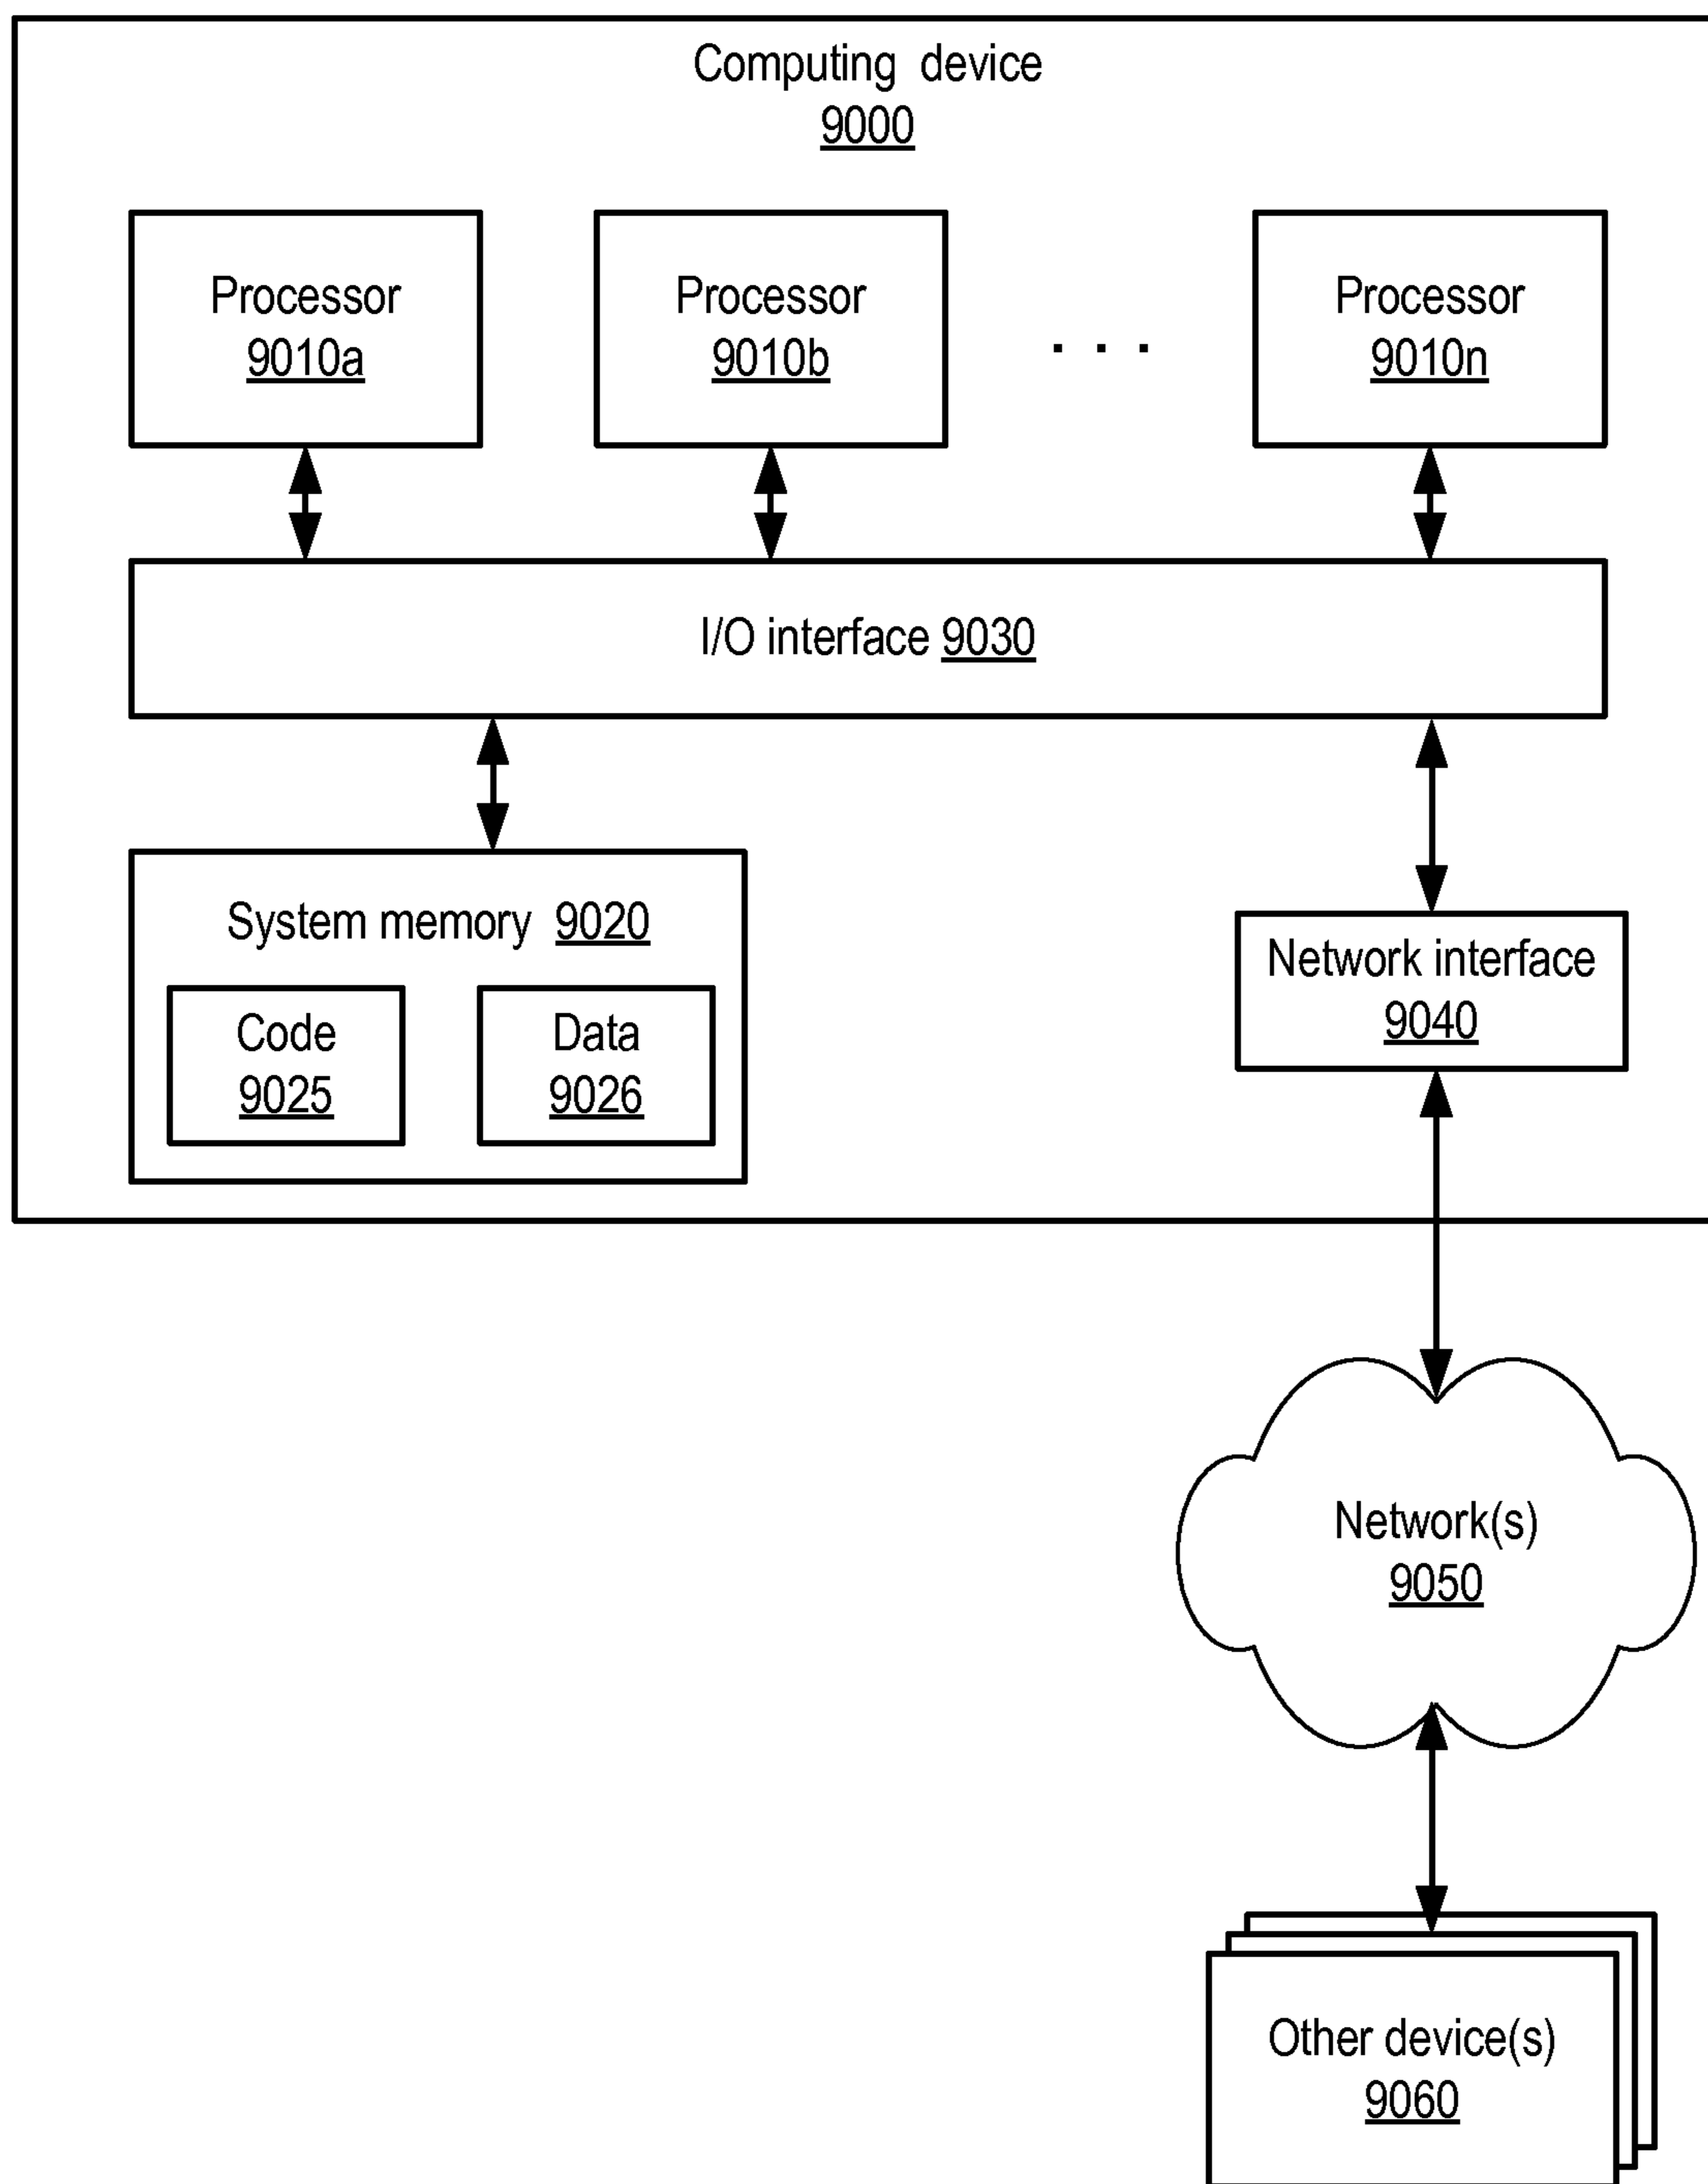 Computing device
9000
Processor
9010a
Processor
9010b
. . .
Processor
9010n
I/O interface 9030
System memory 9020
Code
9025
Data
9026
Network interface
9040
Network(s)
9050
Other device(s)
9060